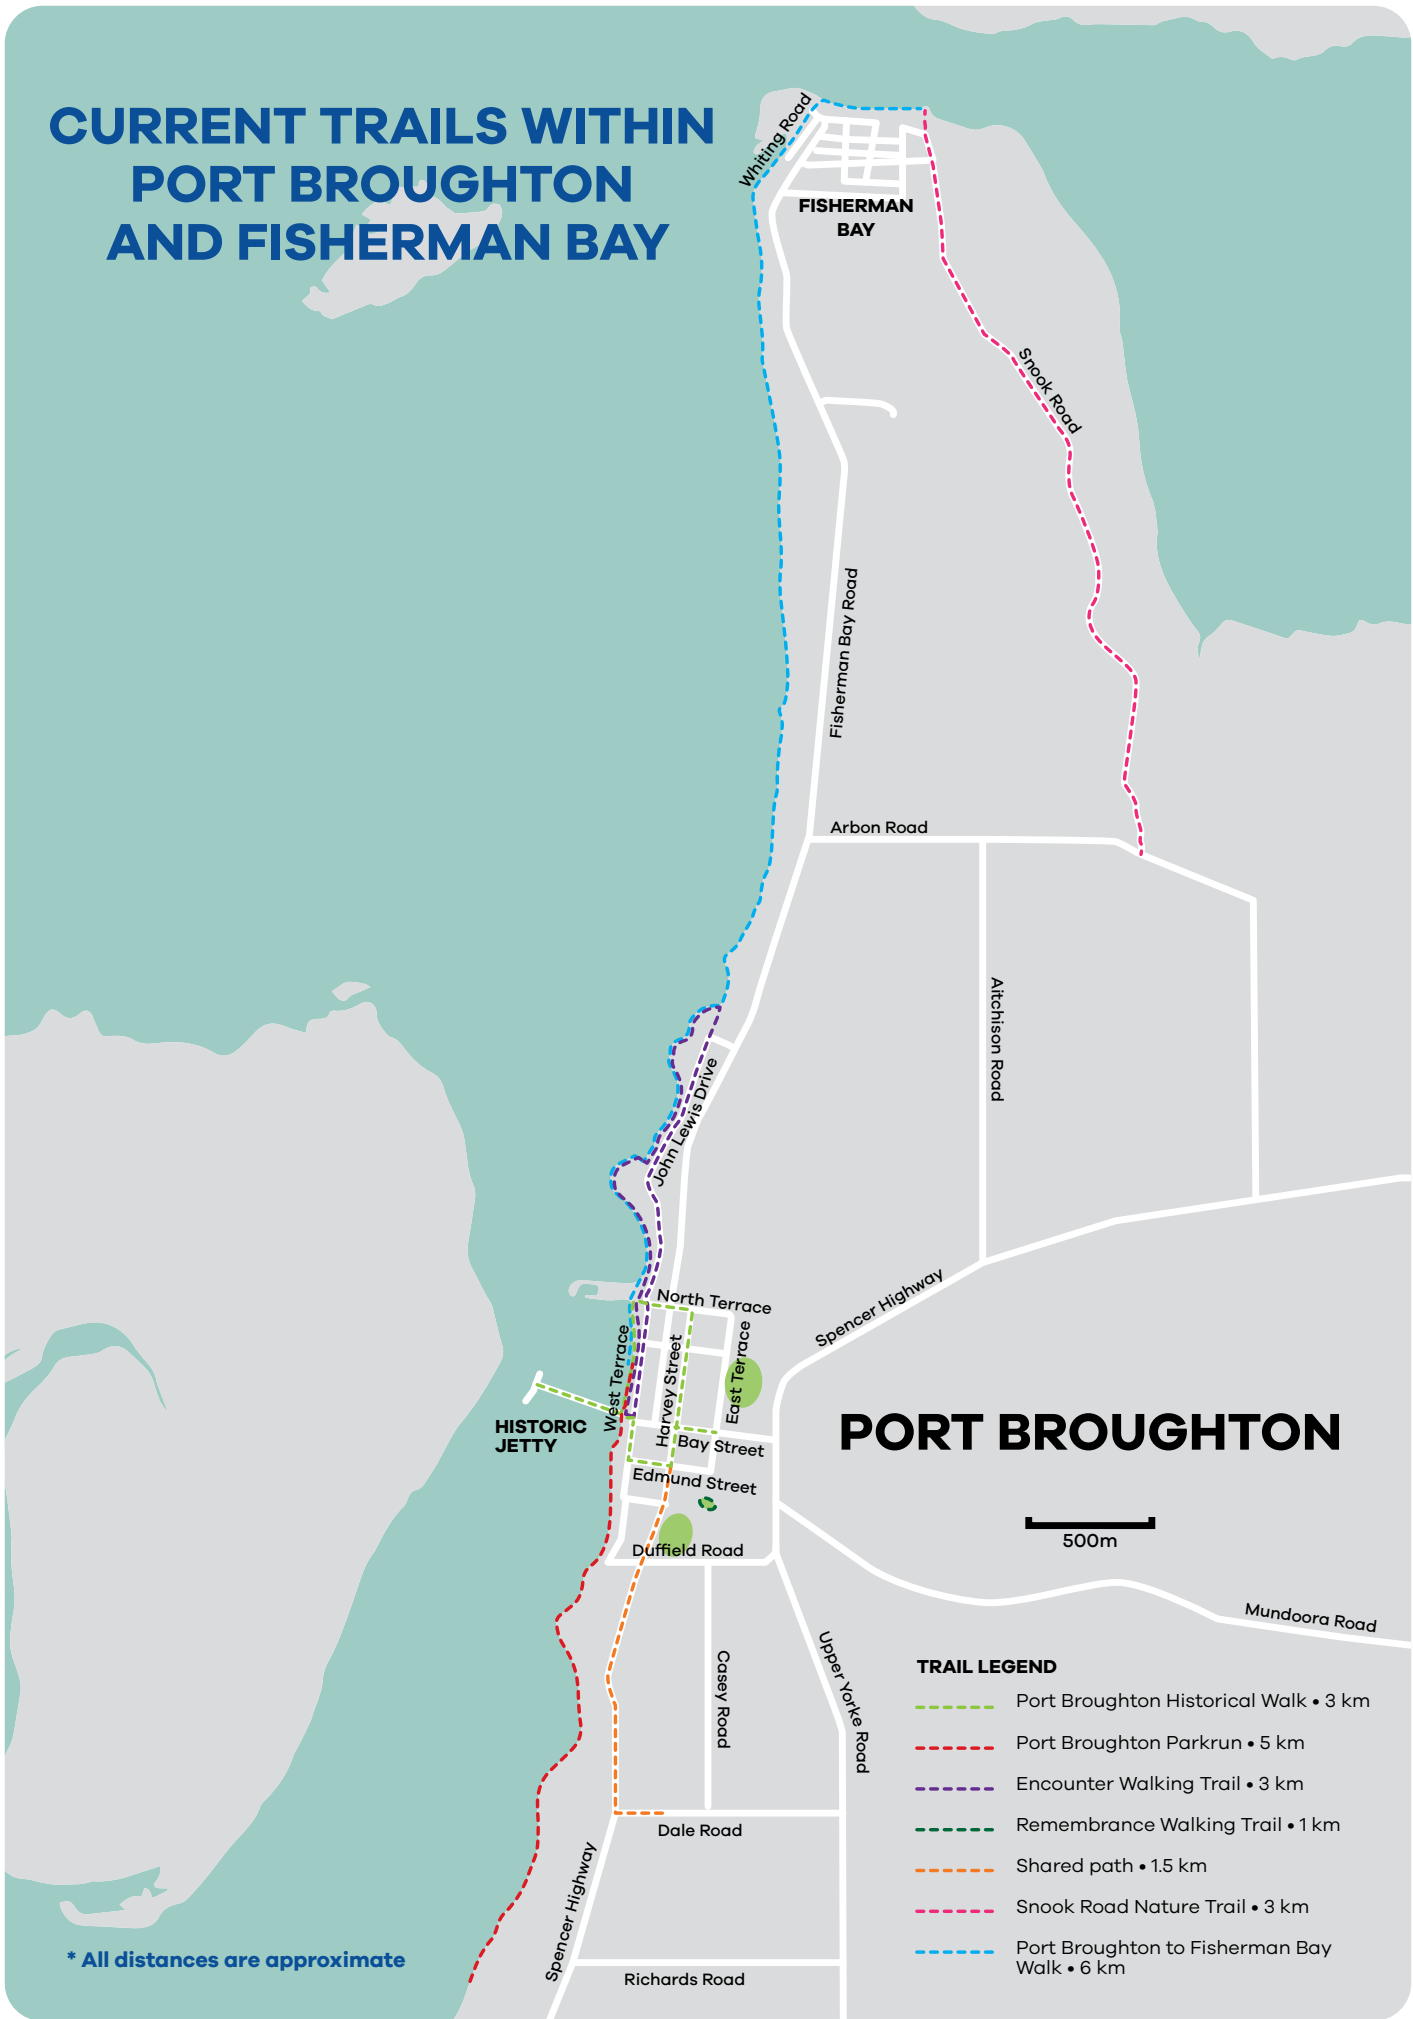 CURRENT TRAILS WITHIN
PORT BROUGHTON
AND FISHERMAN BAY
Whiting Road
FISHERMAN
BAY
Snook Road
Fisherman Bay Road
Arbon Road
Aitchison Road
John Lewis Drive
North Terrace
Spencer Highway
West Terrace
Harvey Street
East Terrace
HISTORIC
JETTY
Bay Street
PORT BROUGHTON
Edmund Street
500m
Duffield Road
Mundoora Road
Casey Road
Upper Yorke Road
TRAIL LEGEND
Port Broughton Historical Walk • 3 km
Port Broughton Parkrun • 5 km
Encounter Walking Trail • 3 km
Remembrance Walking Trail • 1 km
Shared path • 1.5 km
Snook Road Nature Trail • 3 km
Port Broughton to Fisherman Bay
Walk • 6 km
Dale Road
Spencer Highway
Richards Road
* All distances are approximate